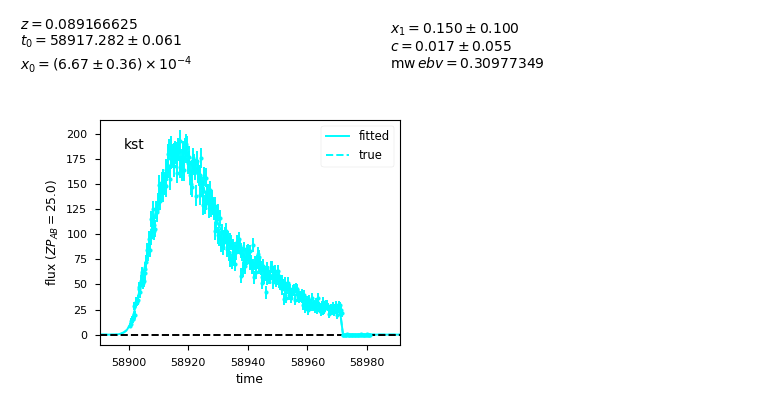 z = 0.089166625
t₀ = 58917.282 ± 0.061
x₀ = (6.67 ± 0.36) × 10⁻⁴
x₁ = 0.150 ± 0.100
c = 0.017 ± 0.055
mw ebv = 0.30977349
kst
fitted
true
200
175
150
125
100
75
50
25
0
flux (ZP_AB = 25.0)
58900 58920 58940 58960 58980
time